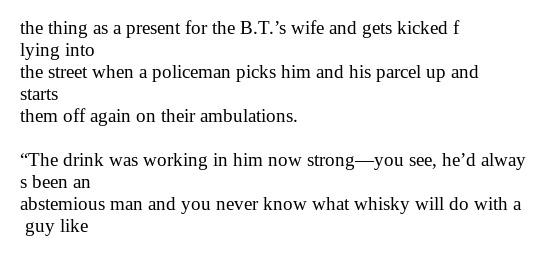 the thing as a present for the B.T.’s wife and gets kicked f
lying into
the street when a policeman picks him and his parcel up and
starts
them off again on their ambulations.

“The drink was working in him now strong—you see, he’d alway
s been an
abstemious man and you never know what whisky will do with a
guy like